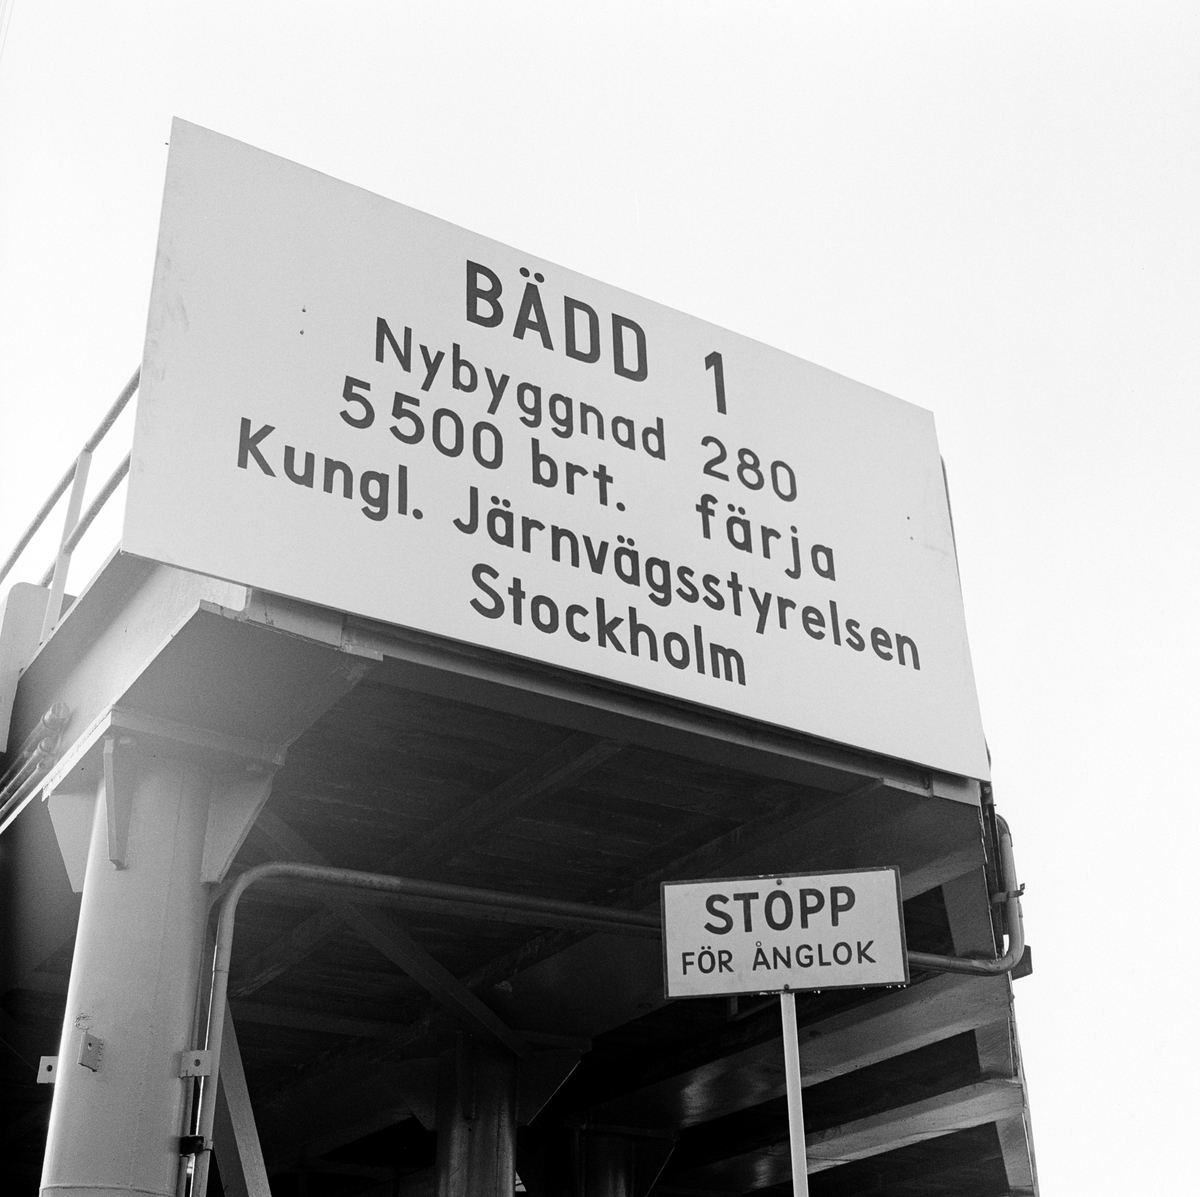 BÄDD 1
Nybyggnad 280
5500 brt. färja
Kungl. Järnvägsstyrelsen
Stockholm
STOPP
FÖR ÅNGLOK